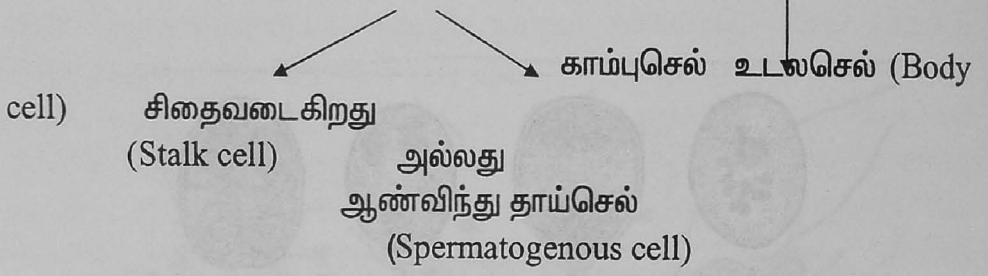 காம்புசெல் உடலசெல் (Body
cell) சிதைவடைகிறது
(Stalk cell) அல்லது
ஆண்விந்து தாய்செல்
(Spermatogenous cell)